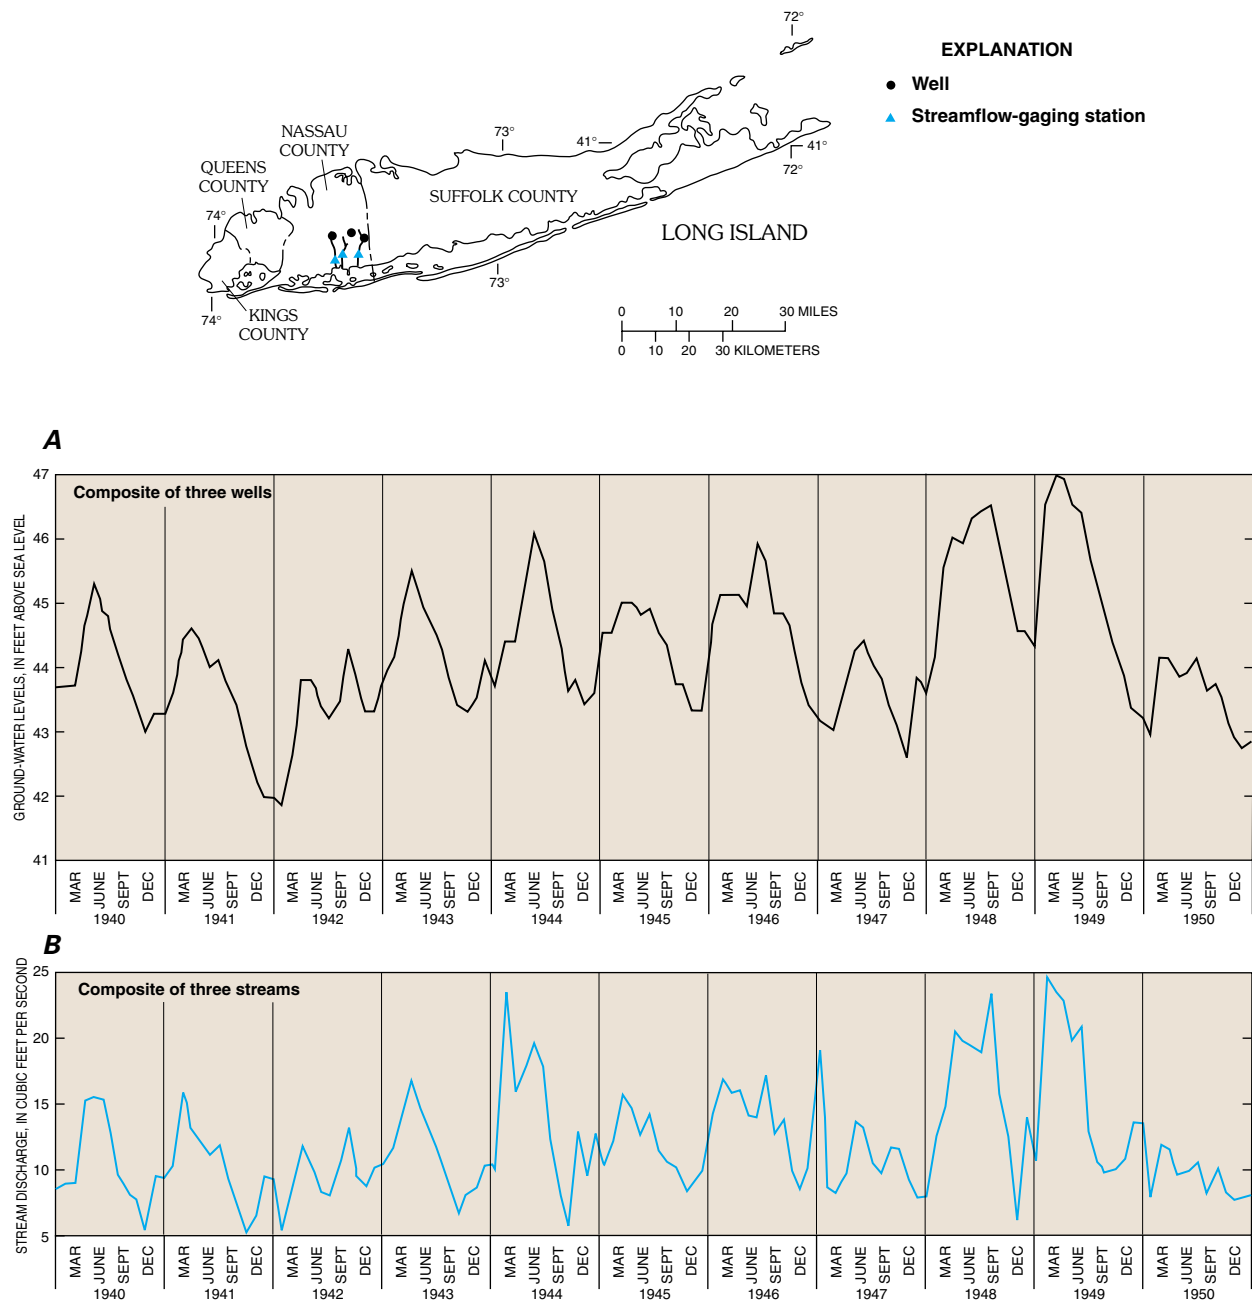 72°
EXPLANATION
Well
Streamflow-gaging station
NASSAU
COUNTY
73°
41°
41°
72°
QUEENS
COUNTY
SUFFOLK COUNTY
74°
LONG ISLAND
73°
KINGS
COUNTY
74°
0 10 20 30 MILES
0 10 20 30 KILOMETERS
A
Composite of three wells
GROUND-WATER LEVELS, IN FEET ABOVE SEA LEVEL
47
46
45
44
43
42
41
MAR JUNE SEPT DEC MAR JUNE SEPT DEC MAR JUNE SEPT DEC MAR JUNE SEPT DEC MAR JUNE SEPT DEC MAR JUNE SEPT DEC MAR JUNE SEPT DEC MAR JUNE SEPT DEC MAR JUNE SEPT DEC MAR JUNE SEPT DEC MAR JUNE SEPT DEC
1940 1941 1942 1943 1944 1945 1946 1947 1948 1949 1950
B
Composite of three streams
STREAM DISCHARGE, IN CUBIC FEET PER SECOND
25
20
15
10
5
MAR JUNE SEPT DEC MAR JUNE SEPT DEC MAR JUNE SEPT DEC MAR JUNE SEPT DEC MAR JUNE SEPT DEC MAR JUNE SEPT DEC MAR JUNE SEPT DEC MAR JUNE SEPT DEC MAR JUNE SEPT DEC MAR JUNE SEPT DEC MAR JUNE SEPT DEC
1940 1941 1942 1943 1944 1945 1946 1947 1948 1949 1950